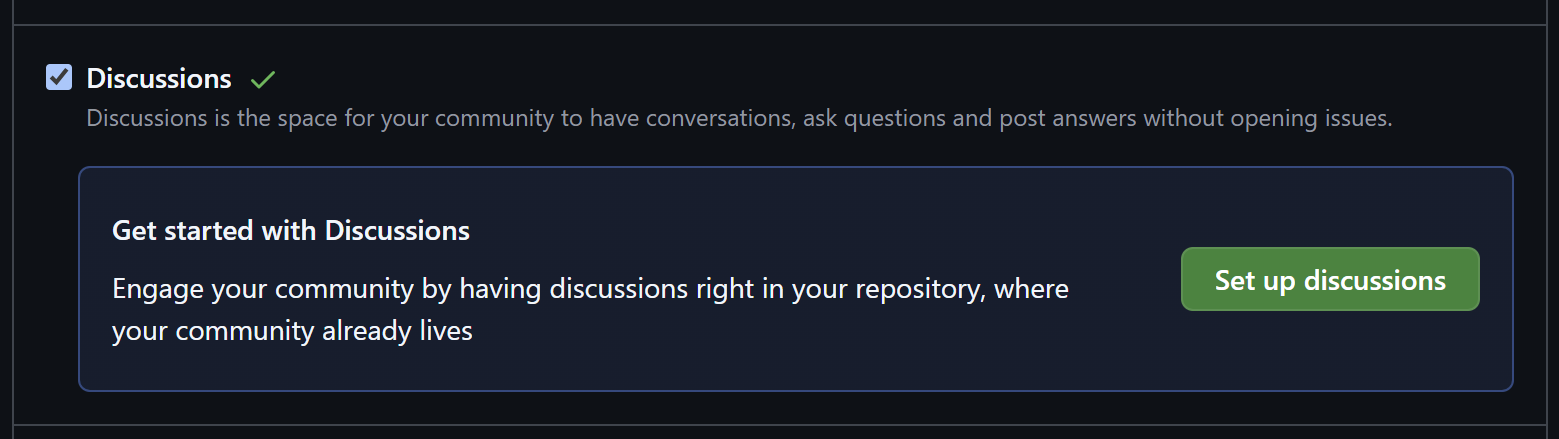 Discussions
Discussions is the space for your community to have conversations, ask questions and post answers without opening issues.
Get started with Discussions
Engage your community by having discussions right in your repository, where
your community already lives
Set up discussions